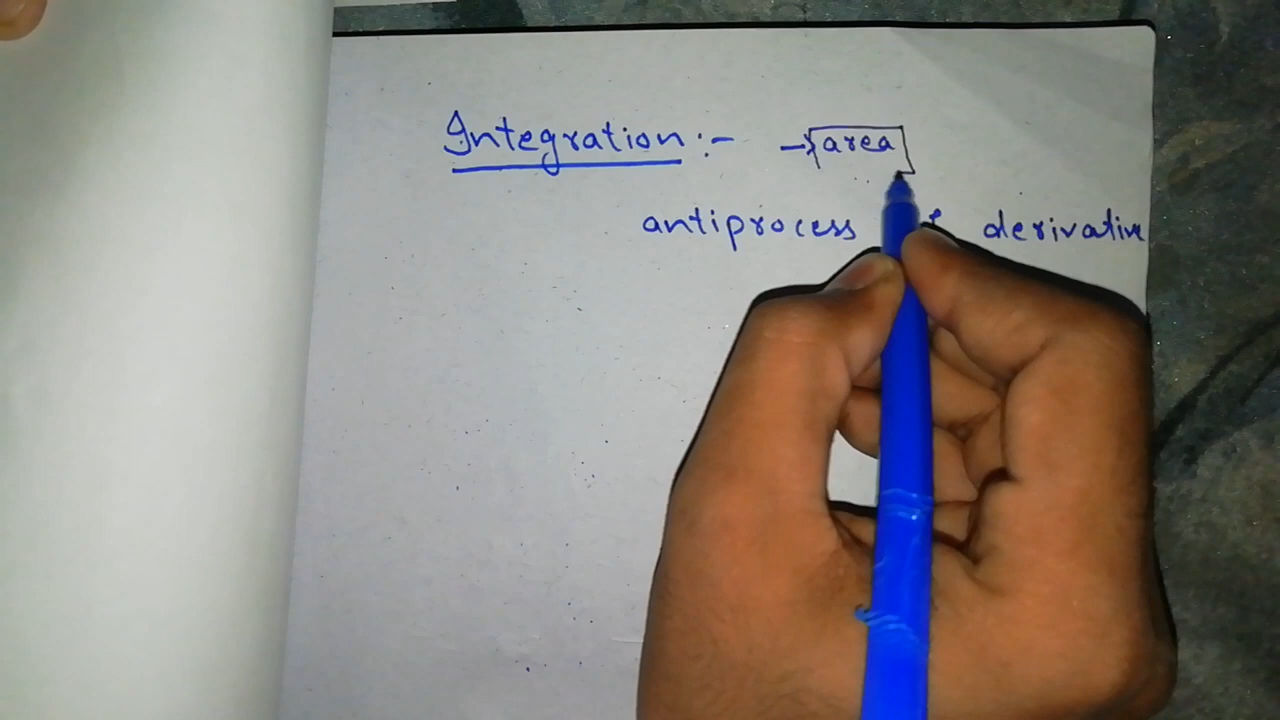 Integration :- → area
antiprocess derivative